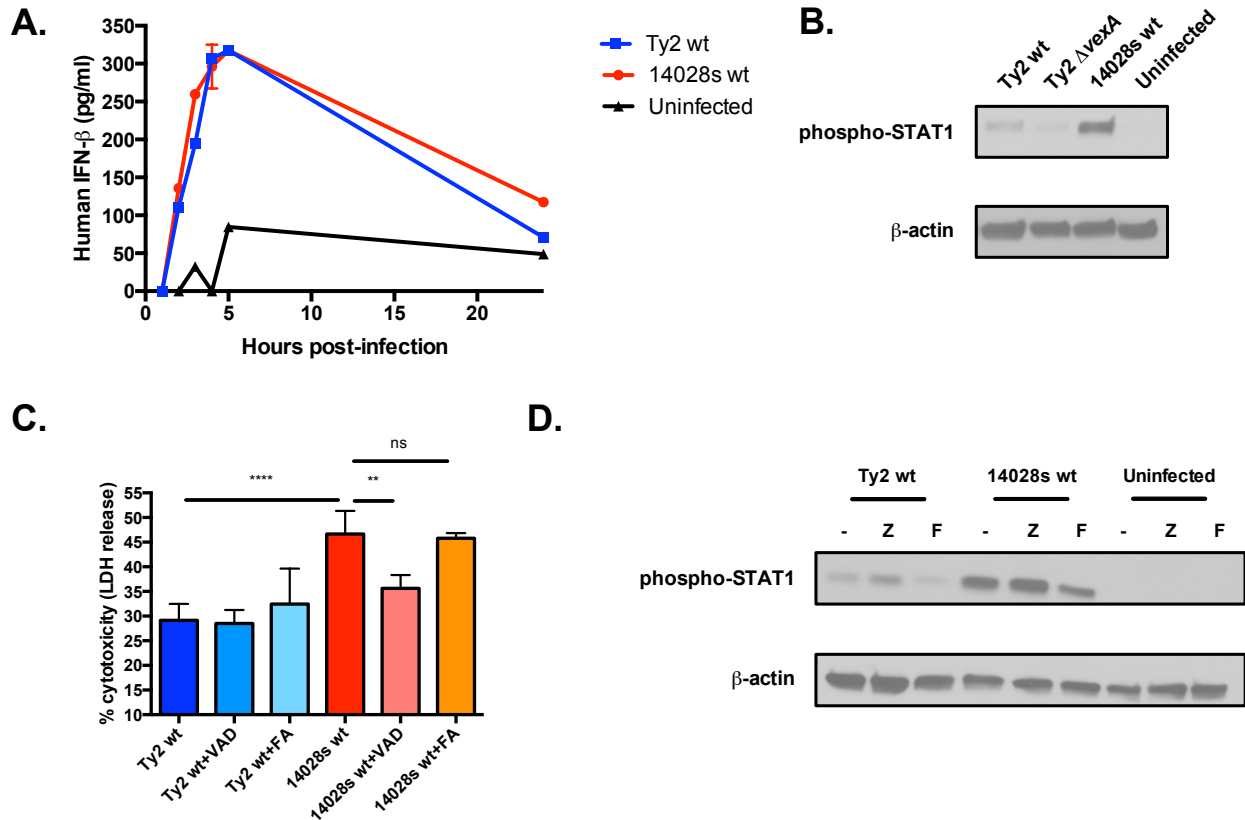 A.
Human IFN-β (pg/ml)
350
300
250
200
150
100
50
0
0
5
10
15
20
Hours post-infection
Ty2 wt
14028s wt
Uninfected
B.
Ty2 wt
Ty2 ΔvexA
14028s wt
Uninfected
phospho-STAT1
β-actin
C.
% cytotoxicity (LDH release)
55
50
45
40
35
30
25
20
15
10
ns
****
**
Ty2 wt
Ty2 wt+VAD
Ty2 wt+FA
14028s wt
14028s wt+VAD
14028s wt+FA
D.
Ty2 wt 14028s wt Uninfected
- Z F - Z F - Z F
phospho-STAT1
β-actin